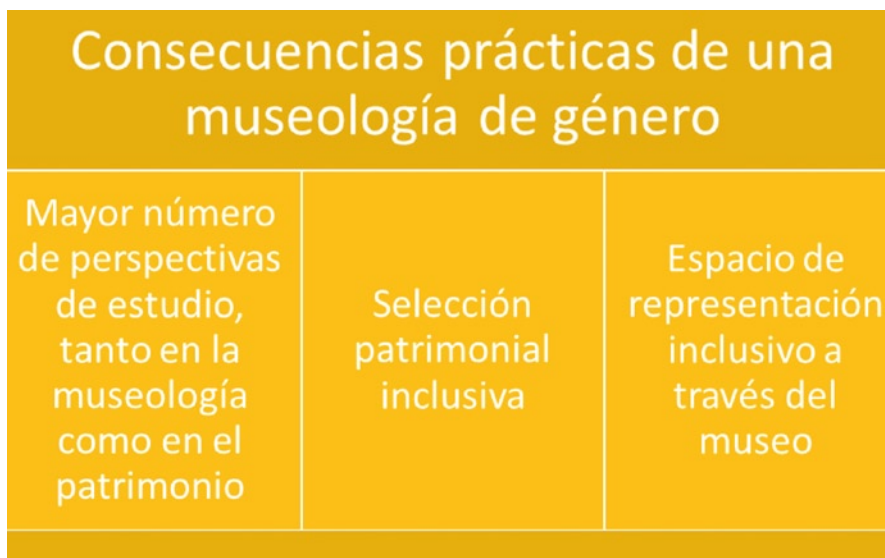 Consecuencias prácticas de una
museología de género
Mayor número
de perspectivas
de estudio,
tanto en la
museología
como en el
patrimonio
Selección
patrimonial
inclusiva
Espacio de
representación
inclusivo a
través del
museo